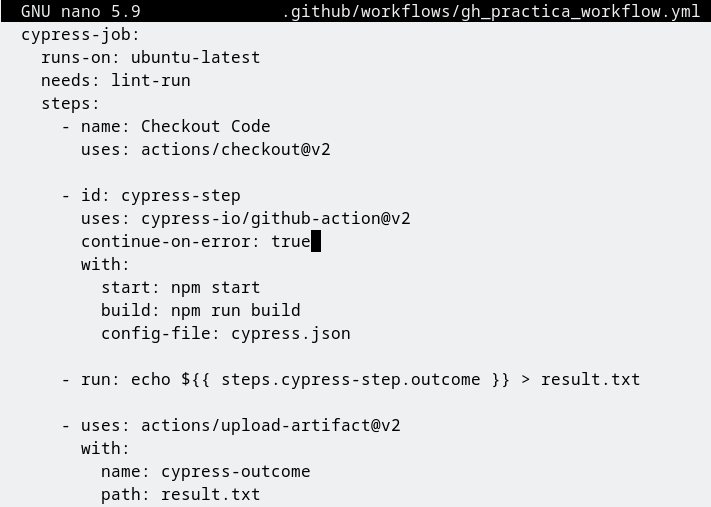 GNU nano 5.9 .github/workflows/gh_practica_workflow.yml
cypress-job:
  runs-on: ubuntu-latest
  needs: lint-run
  steps:
    - name: Checkout Code
      uses: actions/checkout@v2

    - id: cypress-step
      uses: cypress-io/github-action@v2
      continue-on-error: true
      with:
        start: npm start
        build: npm run build
        config-file: cypress.json

    - run: echo ${{ steps.cypress-step.outcome }} > result.txt

    - uses: actions/upload-artifact@v2
      with:
        name: cypress-outcome
        path: result.txt